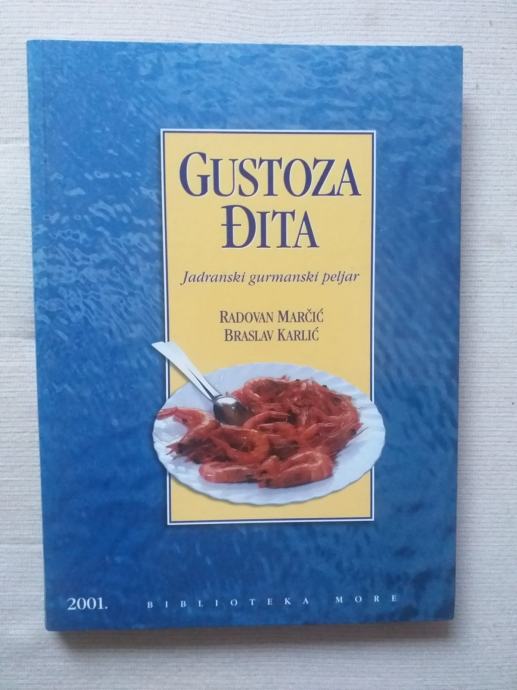 GUSTOZA
ĐITA
Jadranski gurmanski peljar
RADOVAN MARČIĆ
BRASLAV KARLIĆ
2001. BIBLIOTEKA MORE